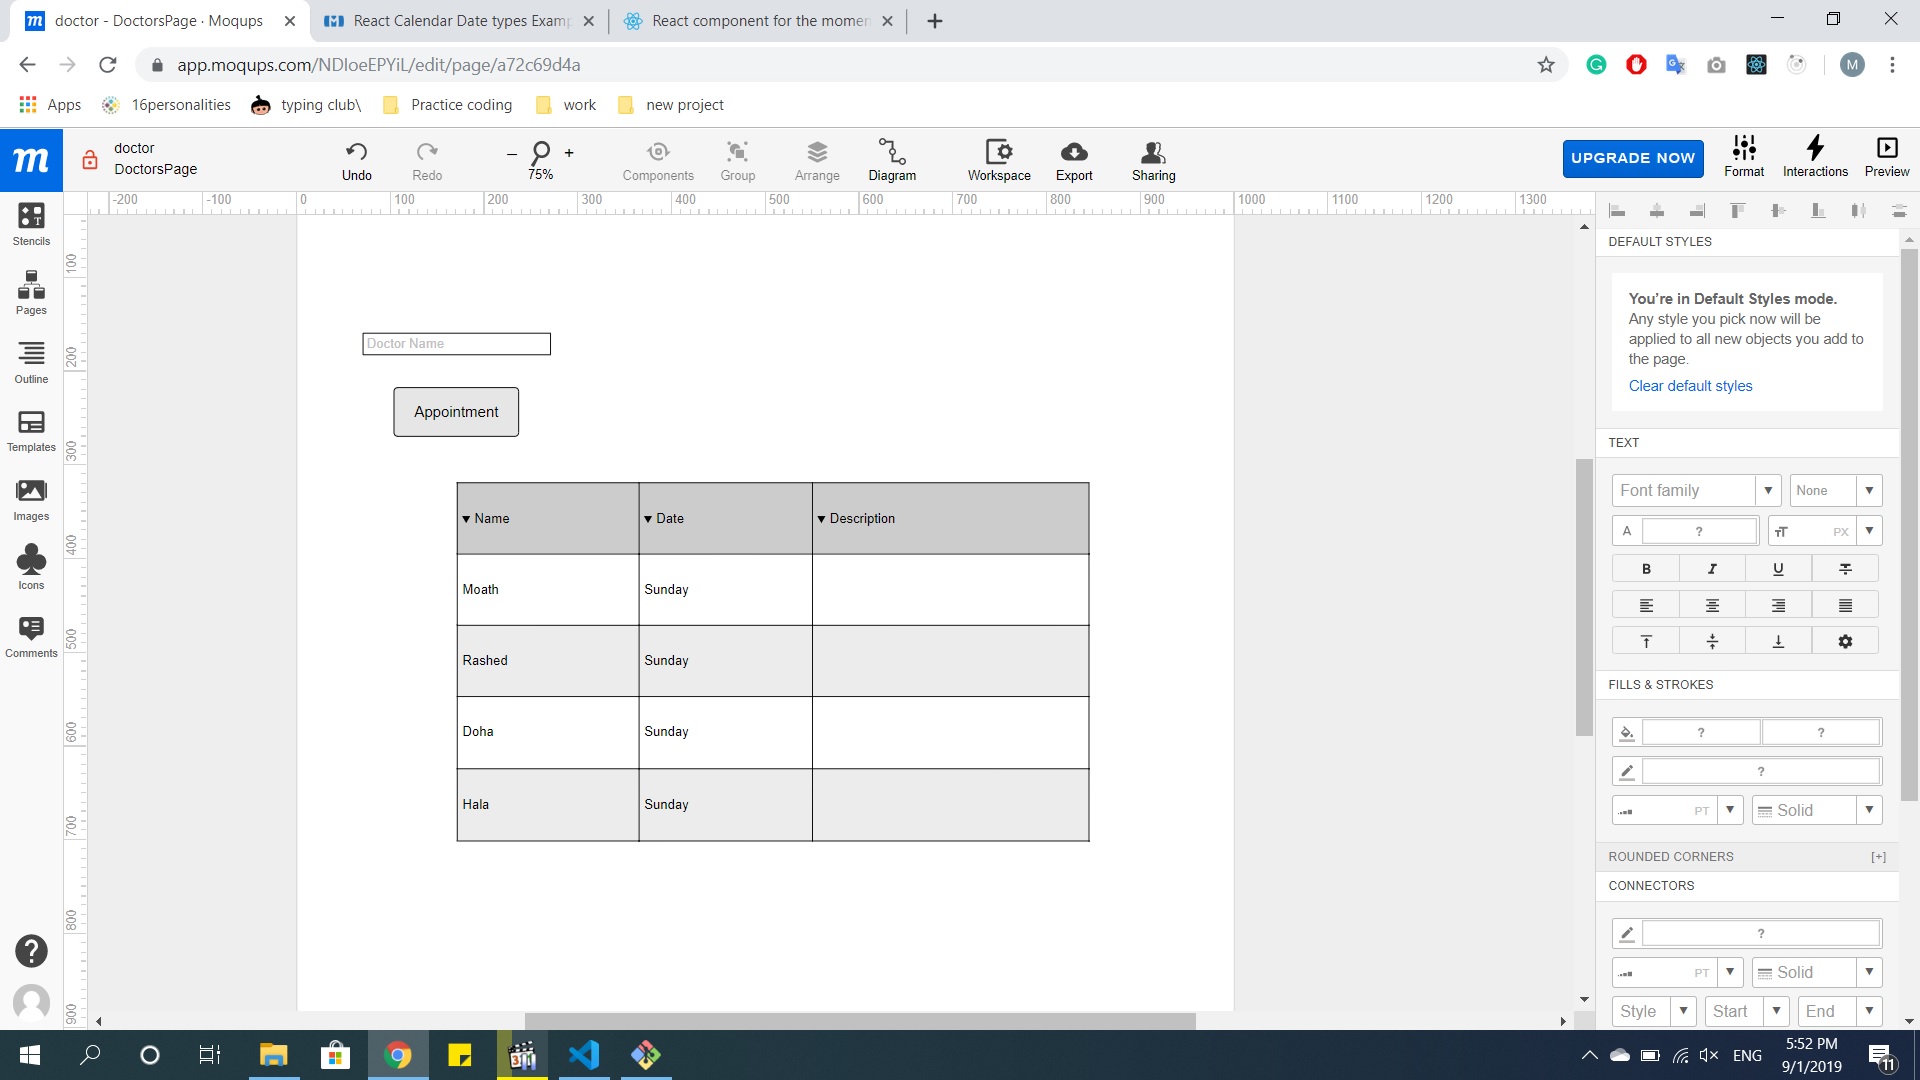 doctor - DoctorsPage · Moqups
React Calendar Date types Examp
React component for the momen
app.moqups.com/NDIoeEPYiL/edit/page/a72c69d4a
M
Apps
16personalities
typing club\
Practice coding
work
new project
m
doctor
DoctorsPage
Undo
Redo
75%
Components
Group
Arrange
Diagram
Workspace
Export
Sharing
UPGRADE NOW
Format
Interactions
Preview
-200 -100 0 100 200 300 400 500 600 700 800 900 1000 1100 1200 1300
100
200
300
400
500
600
700
800
900
Stencils
Pages
Outline
Templates
Images
Icons
Comments
Doctor Name
Appointment
Name Date Description
Moath Sunday
Rashed Sunday
Doha Sunday
Hala Sunday
DEFAULT STYLES
You’re in Default Styles mode.
Any style you pick now will be
applied to all new objects you add to
the page.
Clear default styles
TEXT
Font family None
A ? TT PX
B I U
FILLS & STROKES
? ?
?
PT Solid
ROUNDED CORNERS [+]
CONNECTORS
?
PT Solid
Style Start End
ENG
5:52 PM
9/1/2019
11